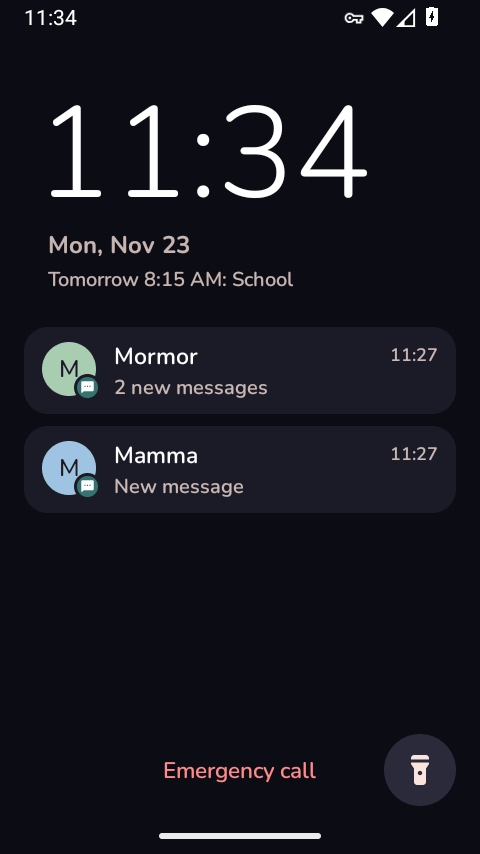 11:34
11:34
Mon, Nov 23
Tomorrow 8:15 AM: School
M
Mormor
11:27
2 new messages
M
Mamma
11:27
New message
Emergency call